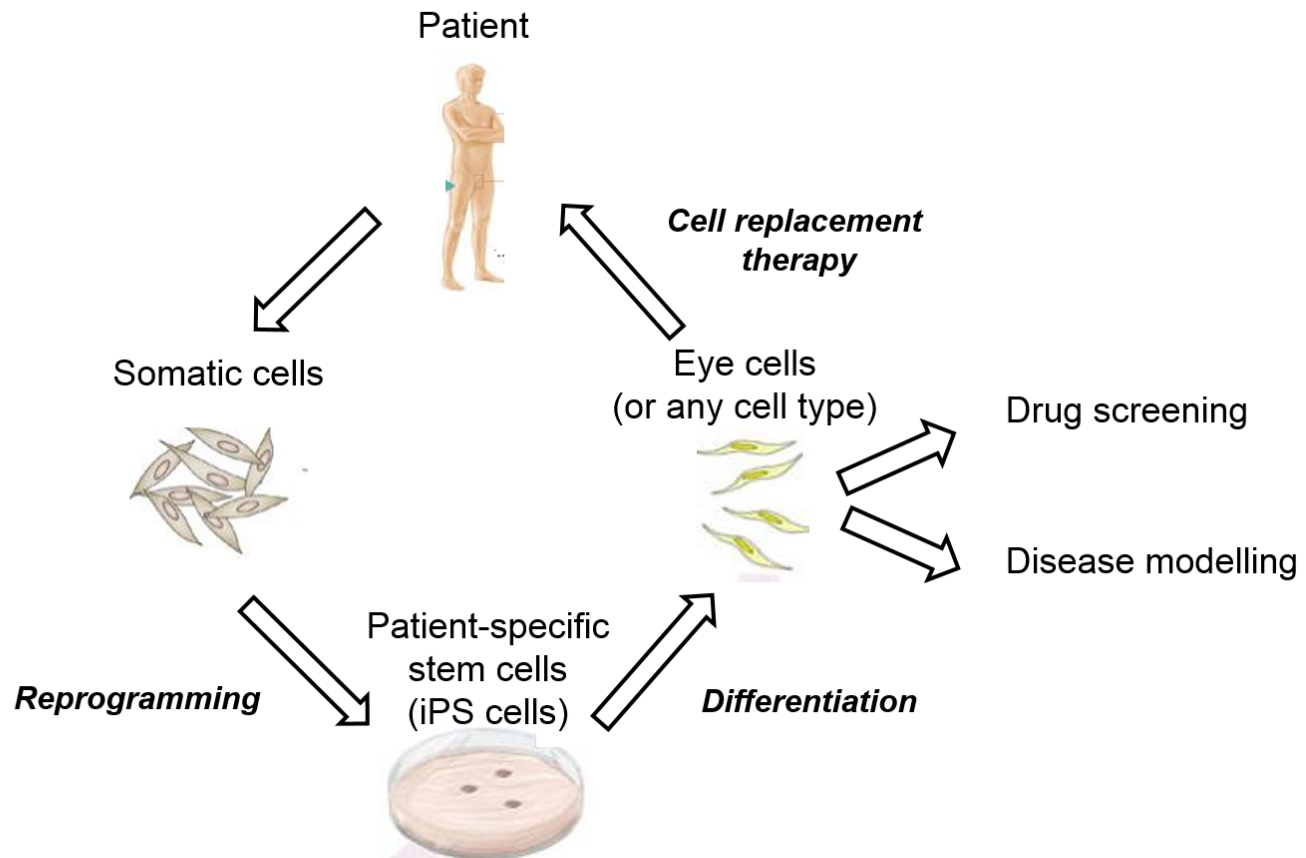 Patient
Cell replacement
therapy
Somatic cells
Eye cells
(or any cell type)
Drug screening
Disease modelling
Patient-specific
stem cells
(iPS cells)
Reprogramming
Differentiation